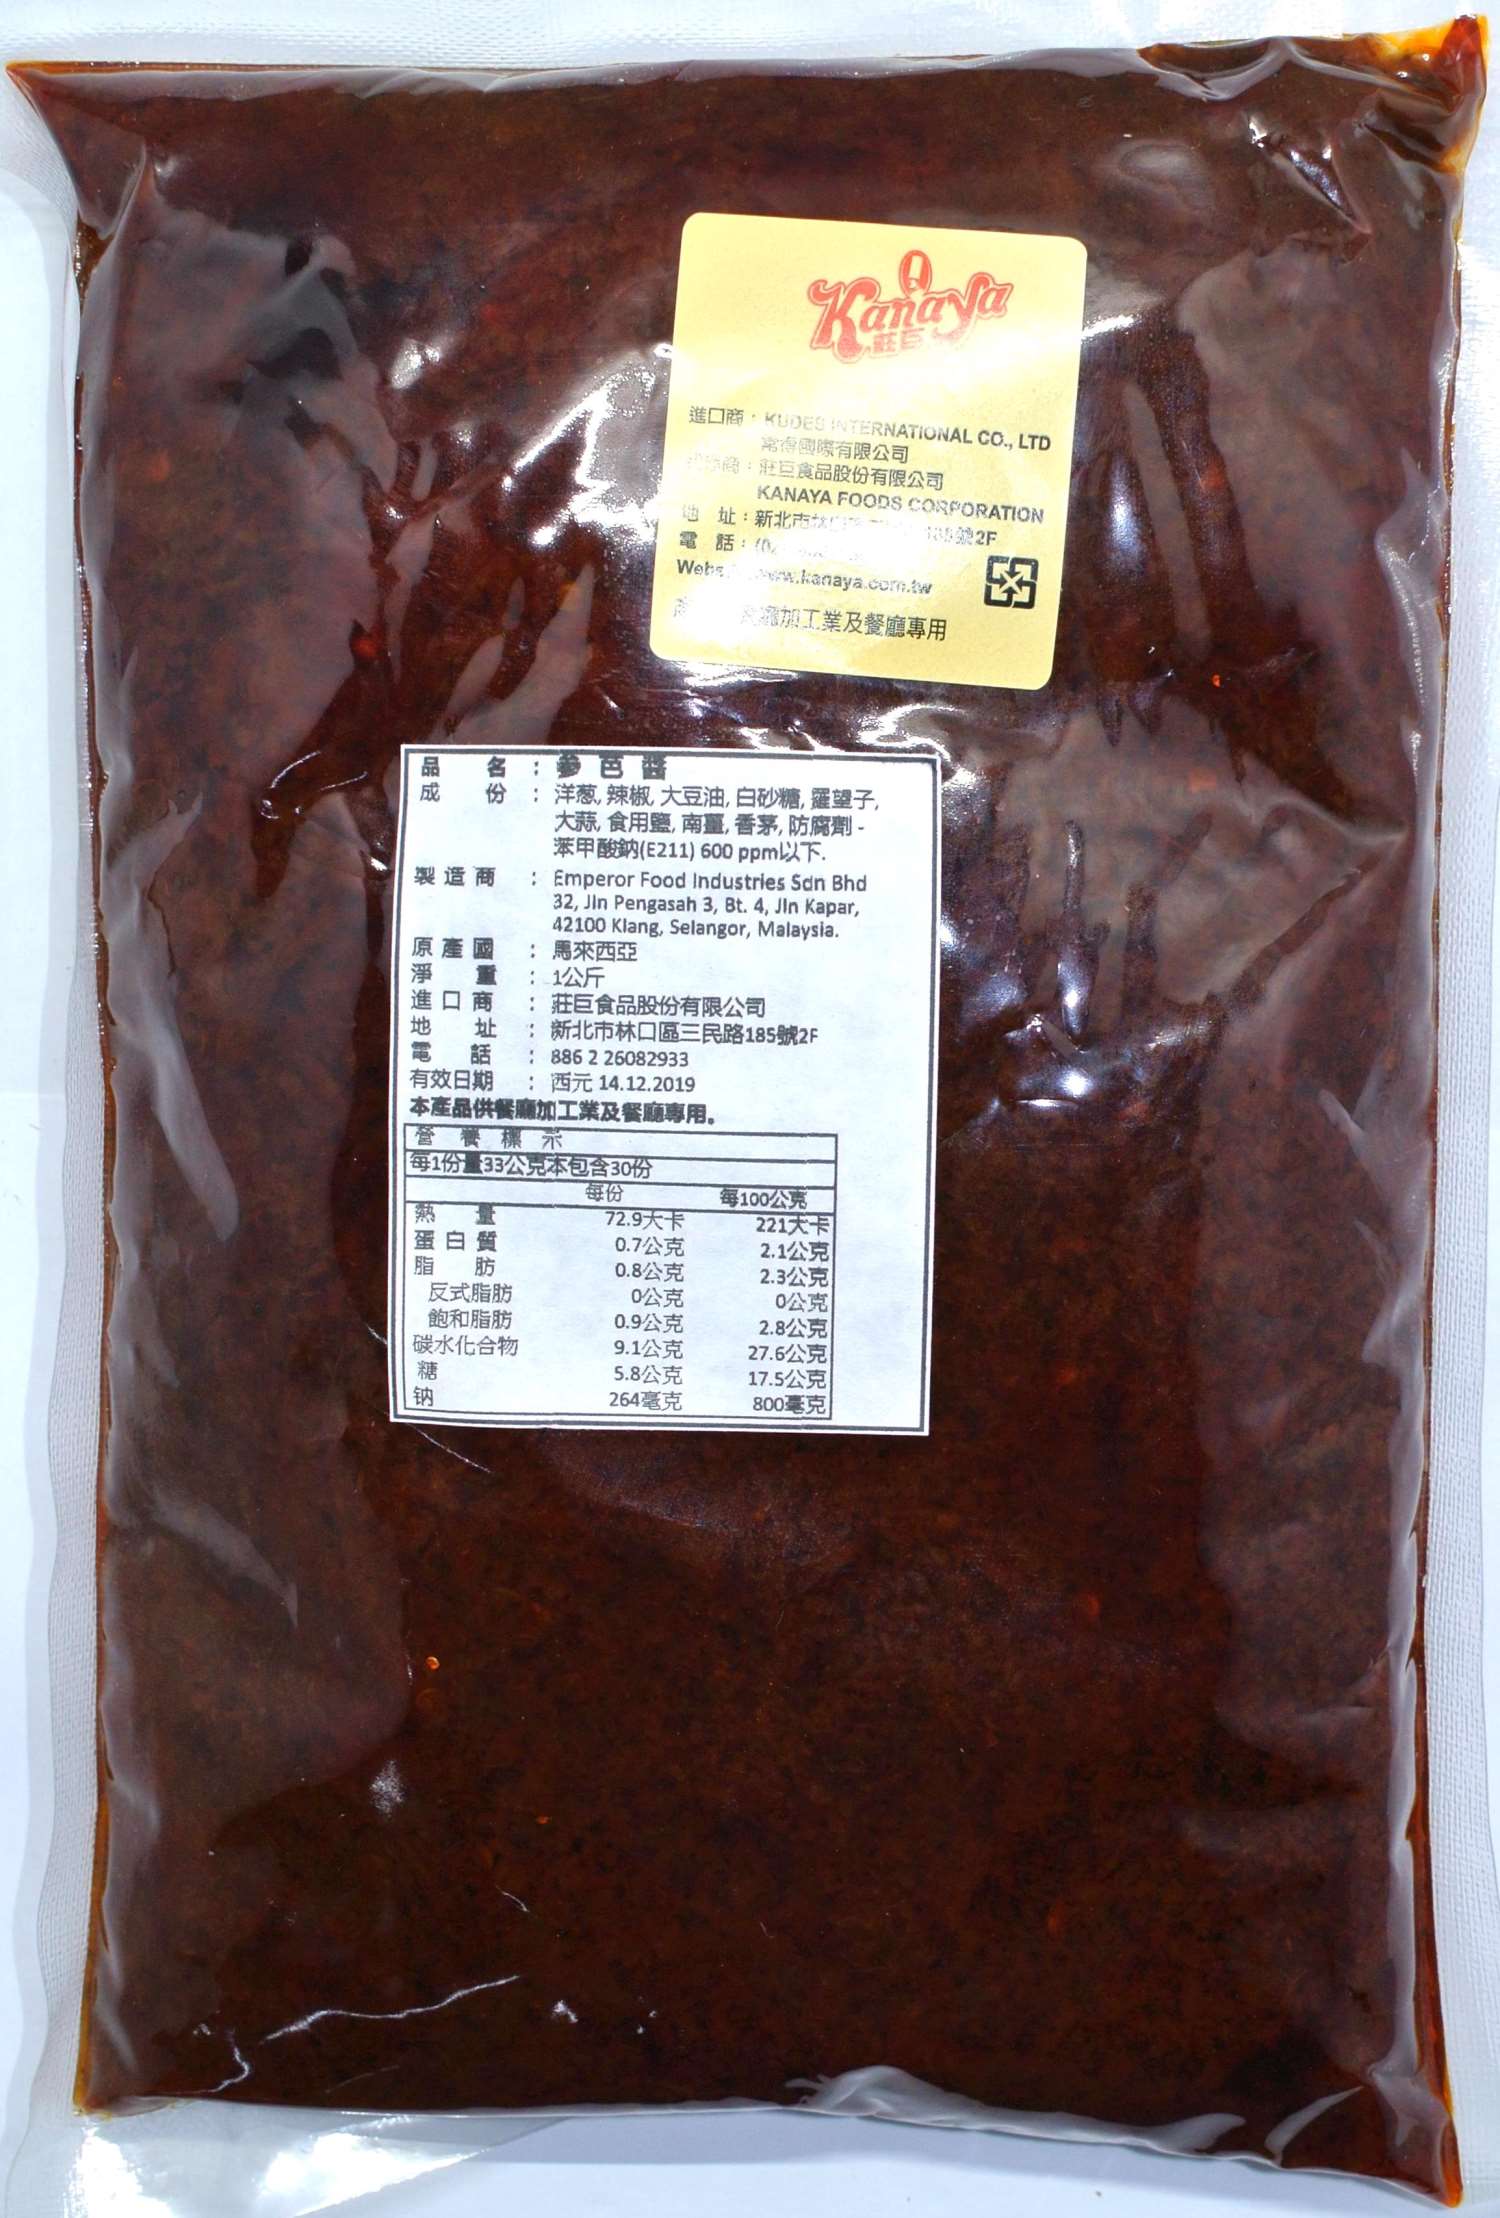 Kanaya
莊巨
進口商：KUDES INTERNATIONAL CO., LTD
國際有限公司
商：莊巨食品股份有限公司
KANAYA FOODS CORPORATION
地 址：新北市 185號2F
電 話：(02
www.kanaya.com.tw
加工業及餐廳專用
品 名 : 參芭醬
成 份 : 洋葱, 辣椒, 大豆油, 白砂糖, 羅望子,
大蒜, 食用鹽, 南薑, 香茅, 防腐劑 -
苯甲酸鈉(E211) 600 ppm以下.
製造商 : Emperor Food Industries Sdn Bhd
32, Jln Pengasah 3, Bt. 4, Jln Kapar,
42100 Klang, Selangor, Malaysia.
原產國 : 馬來西亞
淨 重 : 1公斤
進口商 : 莊巨食品股份有限公司
地 址 : 新北市林口區三民路185號2F
電 話 : 886 2 26082933
有效日期 : 西元 14.12.2019
本產品供餐廳加工業及餐廳專用。
營養標示
每1份量33公克本包含30份
每份 每100公克
熱 量 72.9大卡 221大卡
蛋白質 0.7公克 2.1公克
脂 肪 0.8公克 2.3公克
反式脂肪 0公克 0公克
飽和脂肪 0.9公克 2.8公克
碳水化合物 9.1公克 27.6公克
糖 5.8公克 17.5公克
钠 264毫克 800毫克